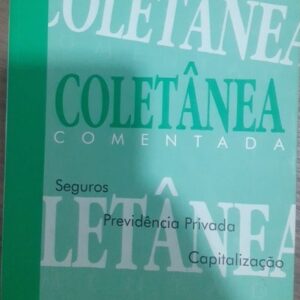 COLETÂNEA
COLETÂNEA
COMENTADA
Seguros
Previdência Privada
LETÂNEA
Capitalização